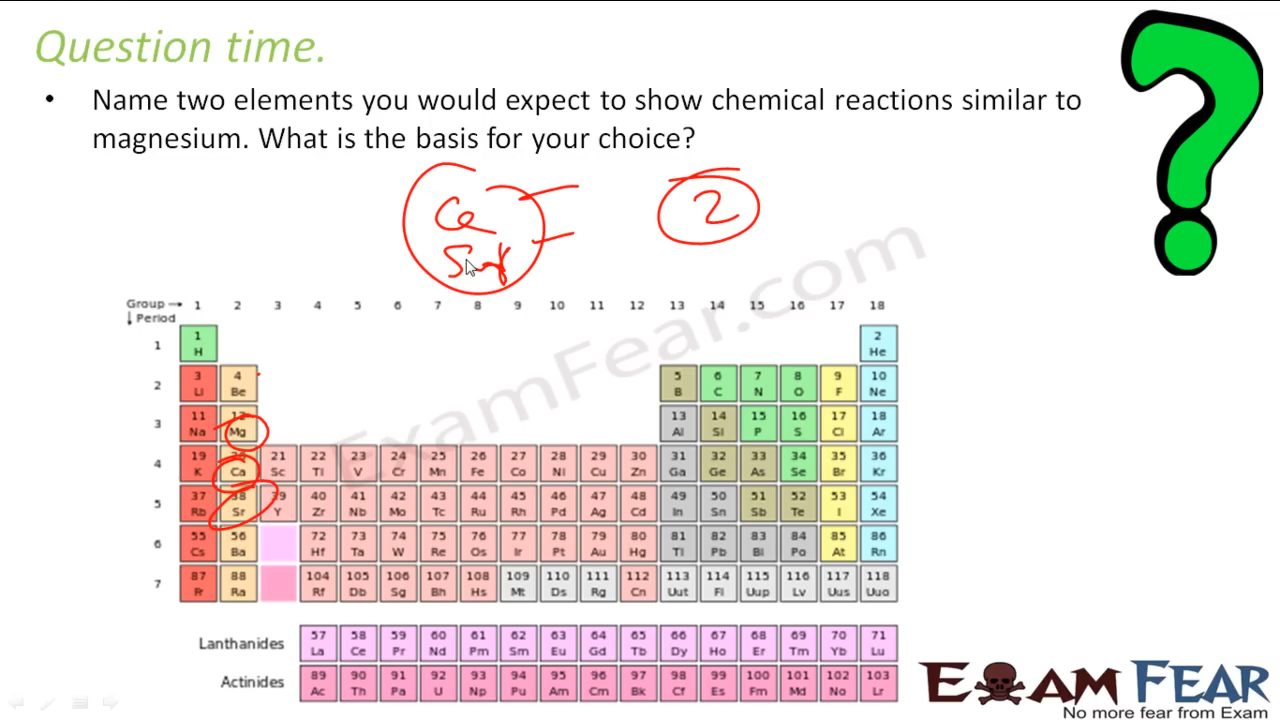 Question time.
• Name two elements you would expect to show chemical reactions similar to
magnesium. What is the basis for your choice?
Ca
2
ExamFear.com
Group → 1 2 3 4 5 6 7 8 9 10 11 12 13 14 15 16 17 18
↓ Period
1 1 2
H He
2 3 4 5 6 7 8 9 10
Li Be B C N O F Ne
3 11 12 13 14 15 16 17 18
Na Mg Al Si P S Cl Ar
4 19 20 21 22 23 24 25 26 27 28 29 30 31 32 33 34 35 36
K Ca Sc Ti V Cr Mn Fe Co Ni Cu Zn Ga Ge As Se Br Kr
5 37 38 39 40 41 42 43 44 45 46 47 48 49 50 51 52 53 54
Rb Sr Y Zr Nb Mo Tc Ru Rh Pd Ag Cd In Sn Sb Te I Xe
6 55 56 72 73 74 75 76 77 78 79 80 81 82 83 84 85 86
Cs Ba Hf Ta W Re Os Ir Pt Au Hg Tl Pb Bi Po At Rn
7 87 88 104 105 106 107 108 109 110 111 112 113 114 115 116 117 118
Fr Ra Rf Db Sg Bh Hs Mt Ds Rg Cn Uut Fl Uup Lv Uus Uuo
Lanthanides 57 58 59 60 61 62 63 64 65 66 67 68 69 70 71
La Ce Pr Nd Pm Sm Eu Gd Tb Dy Ho Er Tm Yb Lu
Actinides 89 90 91 92 93 94 95 96 97 98 99 100 101 102 103
Ac Th Pa U Np Pu Am Cm Bk Cf Es Fm Md No Lr
EXAM FEAR
No more fear from Exam